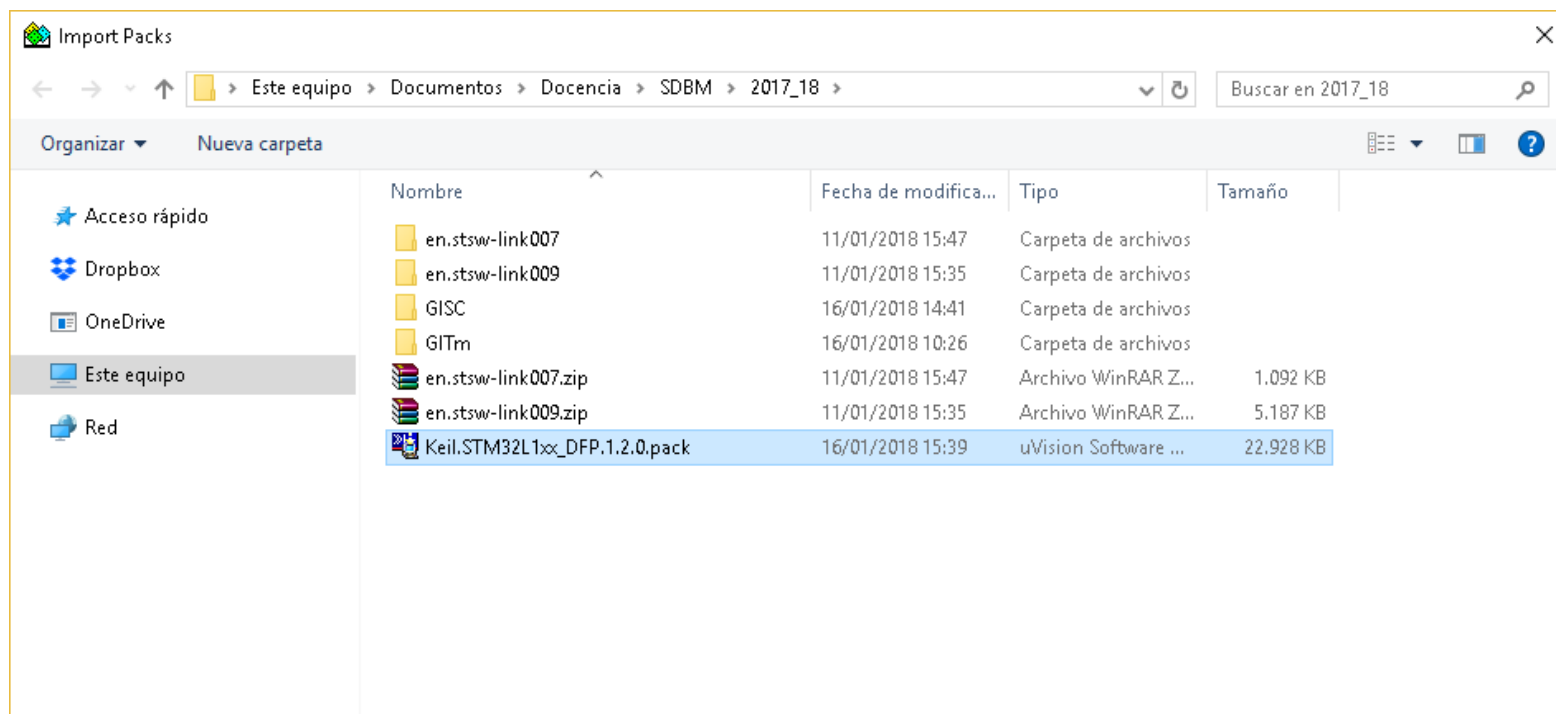 Import Packs
Este equipo > Documentos > Docencia > SDBM > 2017_18 >
Buscar en 2017_18
Organizar Nueva carpeta
Nombre Fecha de modifica... Tipo Tamaño
Acceso rápido
Dropbox
OneDrive
Este equipo
Red
en.stsw-link007 11/01/2018 15:47 Carpeta de archivos
en.stsw-link009 11/01/2018 15:35 Carpeta de archivos
GISC 16/01/2018 14:41 Carpeta de archivos
GITm 16/01/2018 10:26 Carpeta de archivos
en.stsw-link007.zip 11/01/2018 15:47 Archivo WinRAR Z... 1.092 KB
en.stsw-link009.zip 11/01/2018 15:35 Archivo WinRAR Z... 5.187 KB
Keil.STM32L1xx_DFP.1.2.0.pack 16/01/2018 15:39 uVision Software ... 22.928 KB